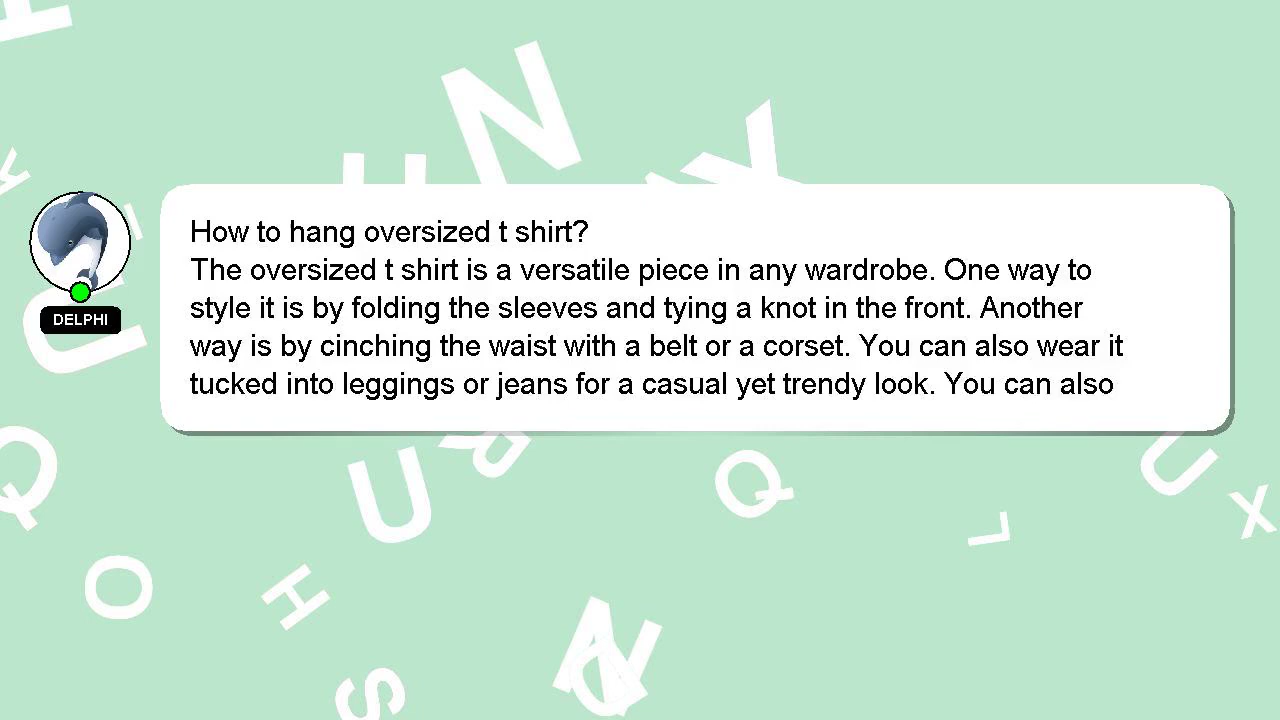 How to hang oversized t shirt?
The oversized t shirt is a versatile piece in any wardrobe. One way to
style it is by folding the sleeves and tying a knot in the front. Another
way is by cinching the waist with a belt or a corset. You can also wear it
tucked into leggings or jeans for a casual yet trendy look. You can also
DELPHI